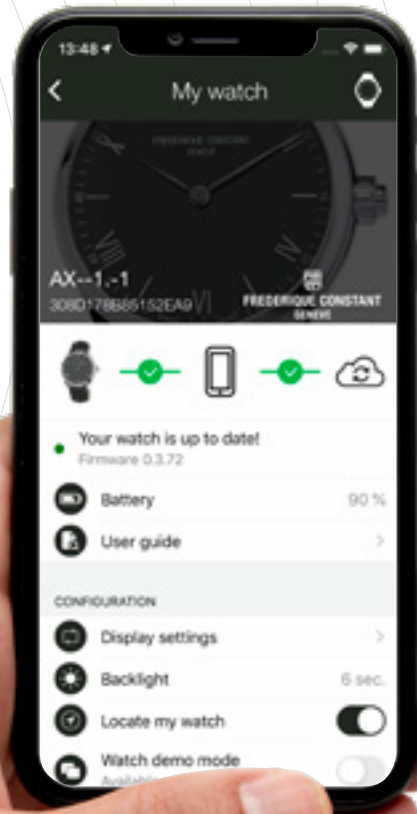 13:48
My watch
FREDERIQUE CONSTANT
GENEVE
AX--1.-1
308D178B85152EA9
FREDERIQUE CONSTANT
GENEVE
Your watch is up to date!
Firmware 0.3.72
Battery 90 %
User guide
CONFIGURATION
Display settings
Backlight 6 sec.
Locate my watch
Watch demo mode